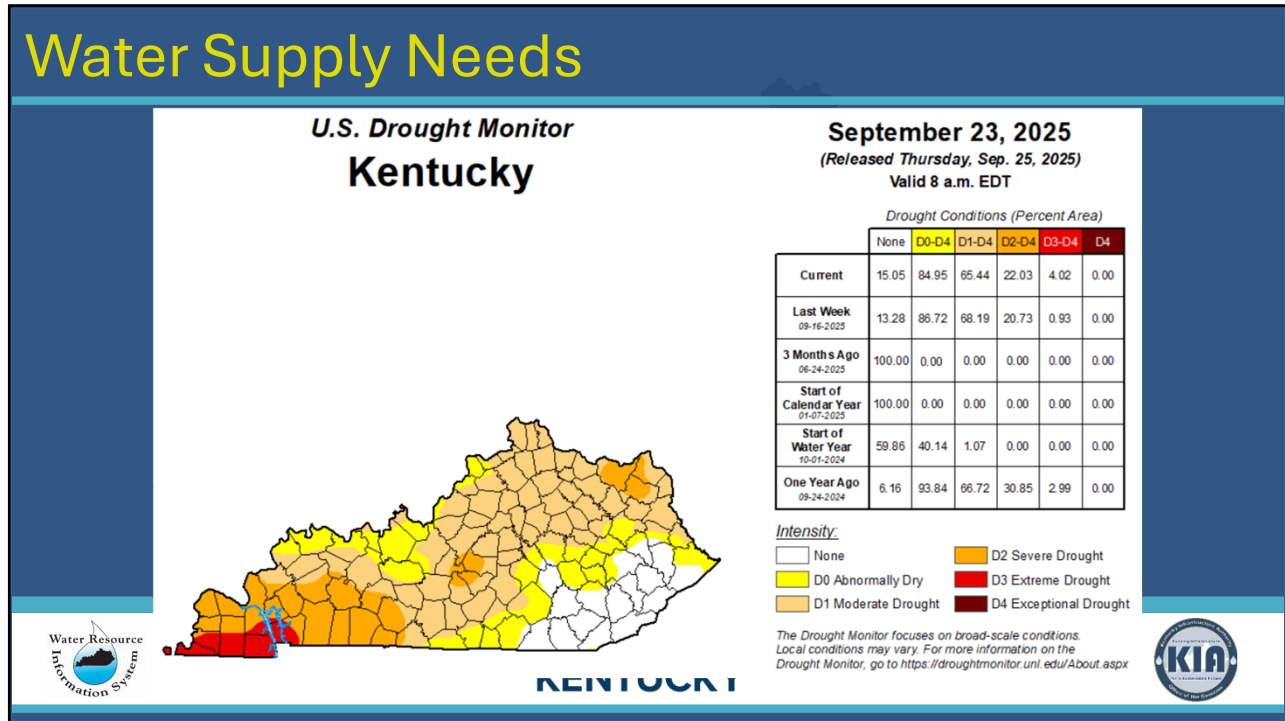 Water Supply Needs
U.S. Drought Monitor
Kentucky
September 23, 2025
(Released Thursday, Sep. 25, 2025)
Valid 8 a.m. EDT
Drought Conditions (Percent Area)
None D0-D4 D1-D4 D2-D4 D3-D4 D4
Current 15.05 84.95 65.44 22.03 4.02 0.00
Last Week
09-16-2025 13.28 86.72 68.19 20.73 0.93 0.00
3 Months Ago
06-24-2025 100.00 0.00 0.00 0.00 0.00 0.00
Start of
Calendar Year
01-07-2025 100.00 0.00 0.00 0.00 0.00 0.00
Start of
Water Year
10-01-2024 59.86 40.14 1.07 0.00 0.00 0.00
One Year Ago
09-24-2024 6.16 93.84 66.72 30.85 2.99 0.00
Intensity:
None
D0 Abnormally Dry
D1 Moderate Drought
D2 Severe Drought
D3 Extreme Drought
D4 Exceptional Drought
The Drought Monitor focuses on broad-scale conditions.
Local conditions may vary. For more information on the
Drought Monitor, go to https://droughtmonitor.unl.edu/About.aspx
Water Resource
Information System
KENTUCKY
KIA
Office of the Governor